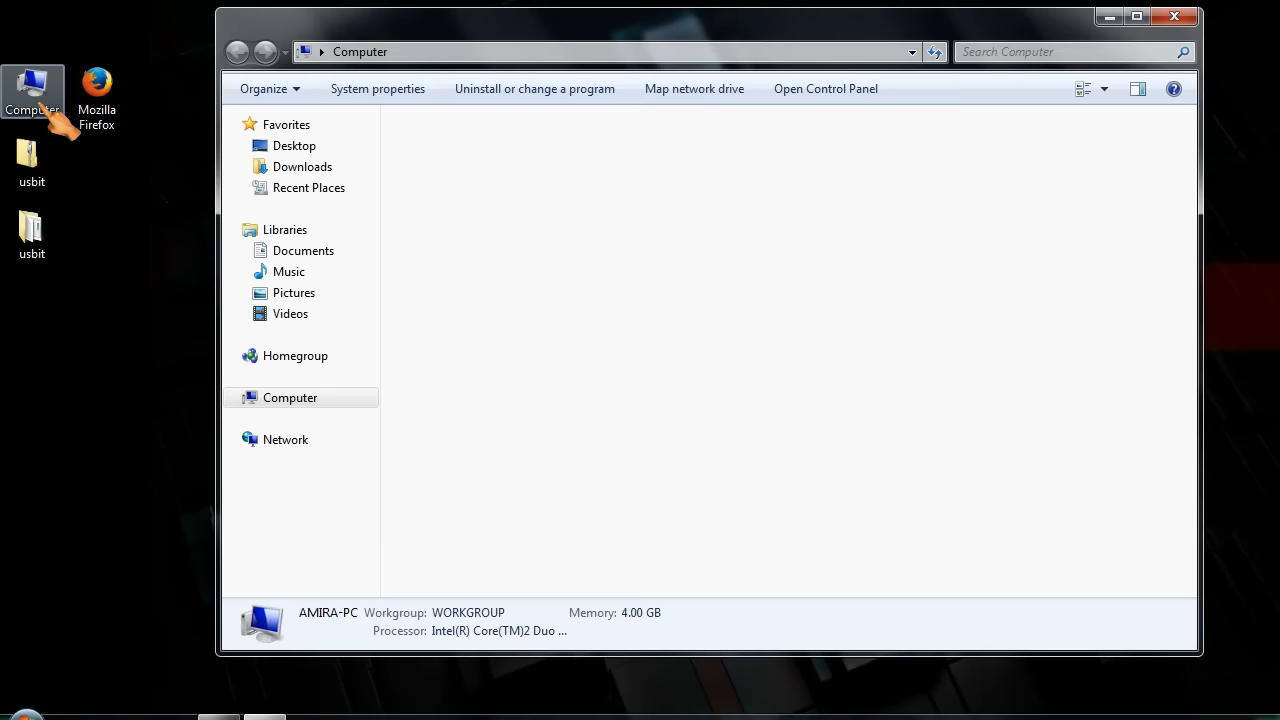 Computer
Mozilla
Firefox
usbit
usbit
Computer
Search Computer
Organize
System properties
Uninstall or change a program
Map network drive
Open Control Panel
Favorites
Desktop
Downloads
Recent Places
Libraries
Documents
Music
Pictures
Videos
Homegroup
Computer
Network
AMIRA-PC Workgroup: WORKGROUP Memory: 4.00 GB
Processor: Intel(R) Core(TM)2 Duo ...